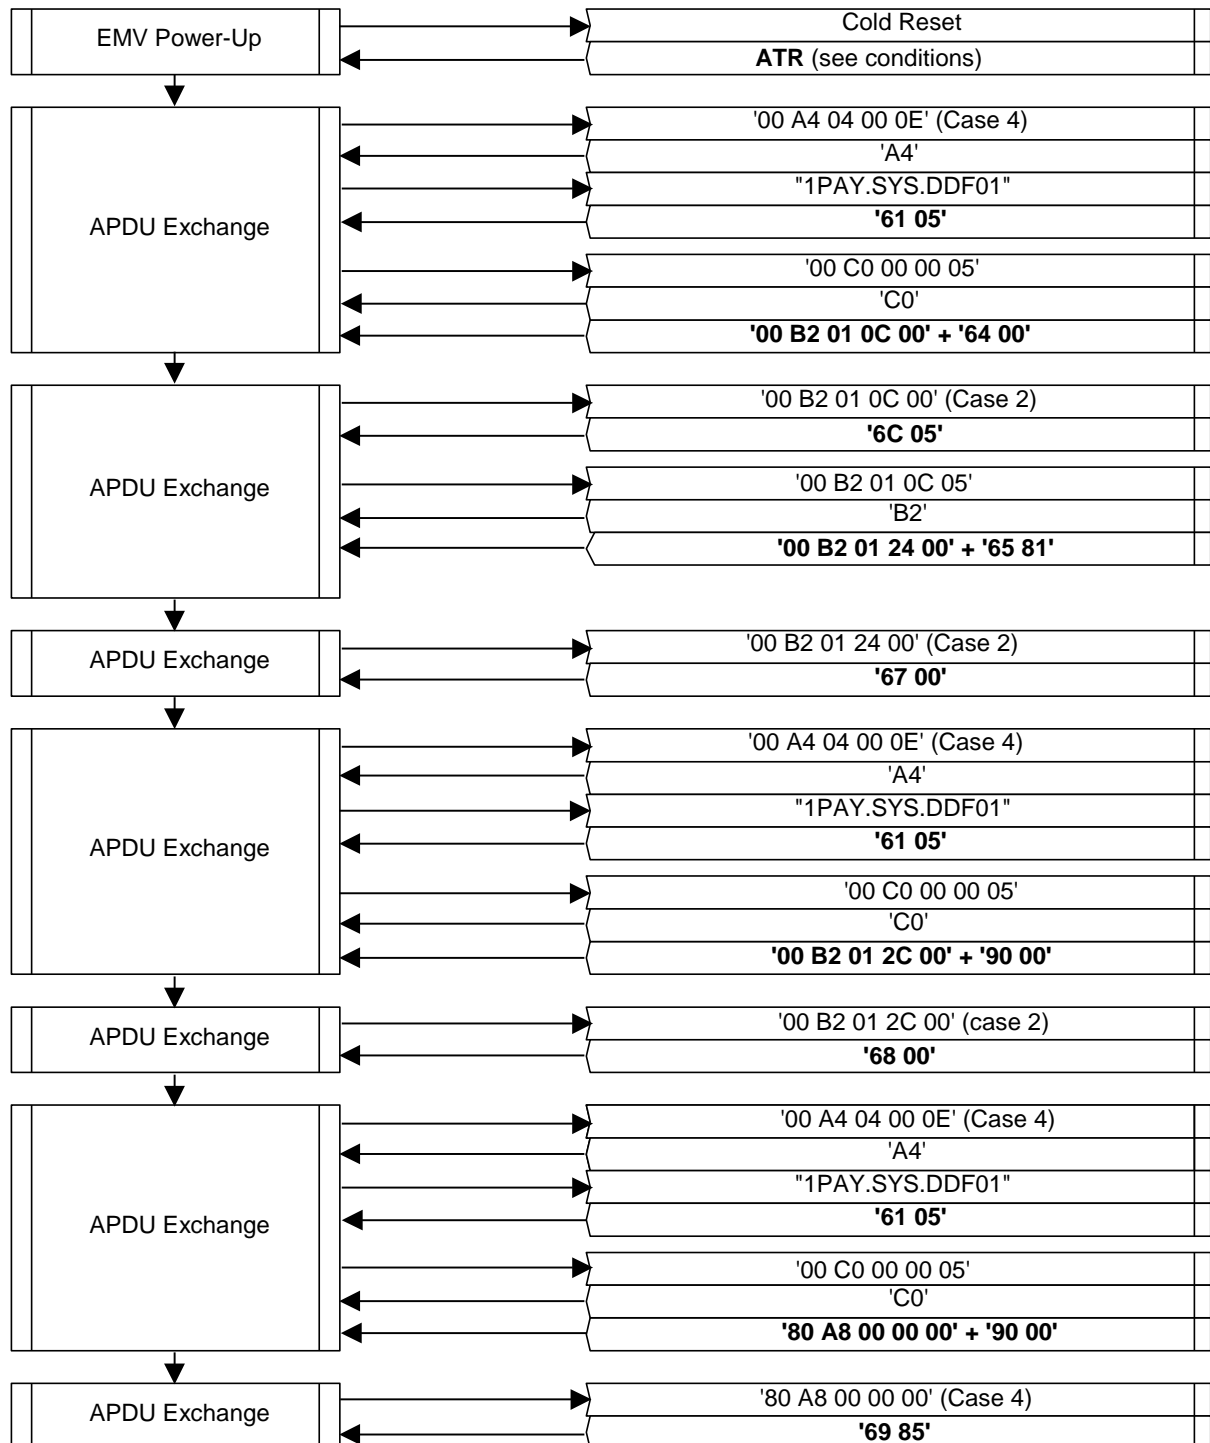 EMV Power-Up
Cold Reset
ATR (see conditions)
APDU Exchange
'00 A4 04 00 0E' (Case 4)
'A4'
"1PAY.SYS.DDF01"
'61 05'
'00 C0 00 00 05'
'C0'
'00 B2 01 0C 00' + '64 00'
APDU Exchange
'00 B2 01 0C 00' (Case 2)
'6C 05'
'00 B2 01 0C 05'
'B2'
'00 B2 01 24 00' + '65 81'
APDU Exchange
'00 B2 01 24 00' (Case 2)
'67 00'
APDU Exchange
'00 A4 04 00 0E' (Case 4)
'A4'
"1PAY.SYS.DDF01"
'61 05'
'00 C0 00 00 05'
'C0'
'00 B2 01 2C 00' + '90 00'
APDU Exchange
'00 B2 01 2C 00' (case 2)
'68 00'
APDU Exchange
'00 A4 04 00 0E' (Case 4)
'A4'
"1PAY.SYS.DDF01"
'61 05'
'00 C0 00 00 05'
'C0'
'80 A8 00 00 00' + '90 00'
APDU Exchange
'80 A8 00 00 00' (Case 4)
'69 85'